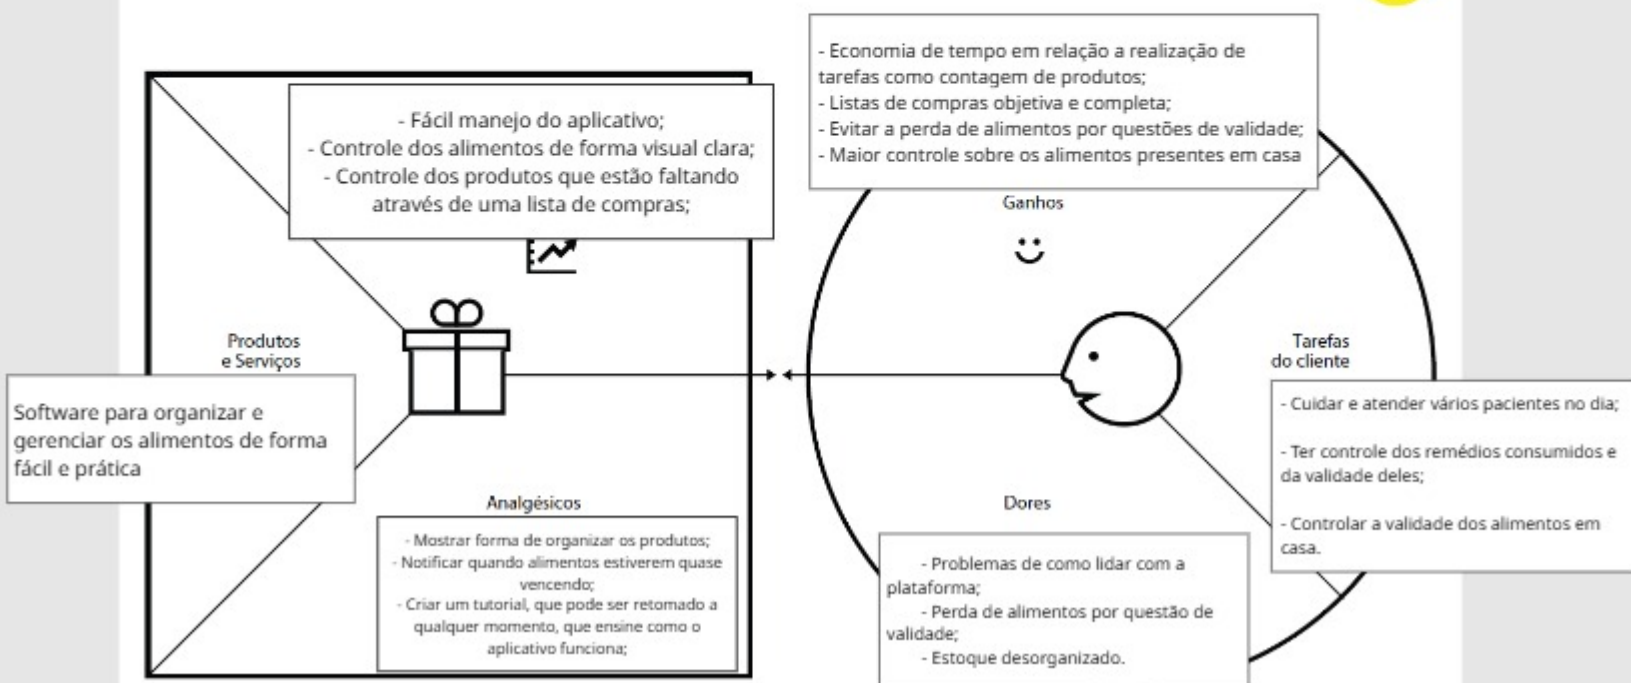 - Fácil manejo do aplicativo;
- Controle dos alimentos de forma visual clara;
- Controle dos produtos que estão faltando
através de uma lista de compras;
- Economia de tempo em relação a realização de
tarefas como contagem de produtos;
- Listas de compras objetiva e completa;
- Evitar a perda de alimentos por questões de validade;
- Maior controle sobre os alimentos presentes em casa
Ganhos
Produtos
e Serviços
Software para organizar e
gerenciar os alimentos de forma
fácil e prática
Tarefas
do cliente
- Cuidar e atender vários pacientes no dia;
- Ter controle dos remédios consumidos e
da validade deles;
- Controlar a validade dos alimentos em
casa.
Analgésicos
- Mostrar forma de organizar os produtos;
- Notificar quando alimentos estiverem quase
vencendo;
- Criar um tutorial, que pode ser retomado a
qualquer momento, que ensine como o
aplicativo funciona;
Dores
- Problemas de como lidar com a
plataforma;
- Perda de alimentos por questão de
validade;
- Estoque desorganizado.